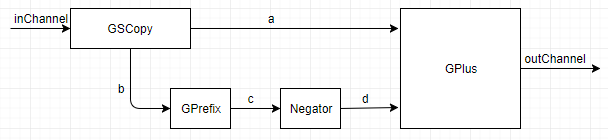 inChannel
GSCopy
a
GPlus
outChannel
b
GPrefix
c
Negator
d